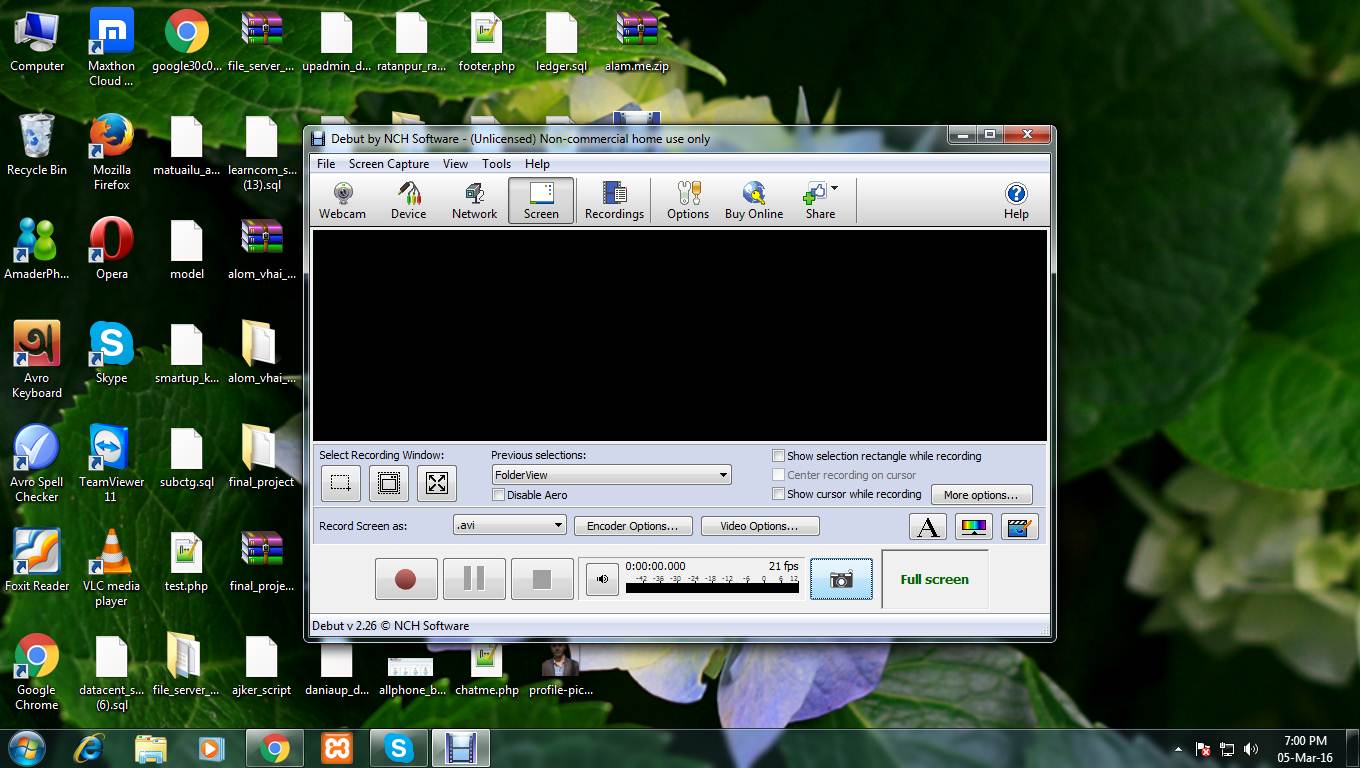 Computer
Maxthon
Cloud ...
google30c0...
file_server_...
upadmin_d...
ratanpur_ra...
footer.php
ledger.sql
alam.me.zip
Recycle Bin
Mozilla
Firefox
matuailu_a...
learncom_s...
(13).sql
AmaderPh...
Opera
model
alom_vhai_...
Avro
Keyboard
Skype
smartup_k...
alom_vhai_...
Avro Spell
Checker
TeamViewer
11
subctg.sql
final_project
Foxit Reader
VLC media
player
test.php
final_proje...
Google
Chrome
datacent_s...
(6).sql
file_server_...
ajker_script
daniaup_d...
allphone_b...
chatme.php
profile-pic...
Debut by NCH Software - (Unlicensed) Non-commercial home use only
File Screen Capture View Tools Help
Webcam Device Network Screen Recordings Options Buy Online Share Help
Select Recording Window:
Previous selections:
FolderView
Disable Aero
Show selection rectangle while recording
Center recording on cursor
Show cursor while recording
More options...
Record Screen as:
.avi
Encoder Options...
Video Options...
A
0:00:00.000 21 fps
-42 -36 -30 -24 -18 -12 -6 0 6 12
Full screen
Debut v 2.26 © NCH Software
7:00 PM
05-Mar-16